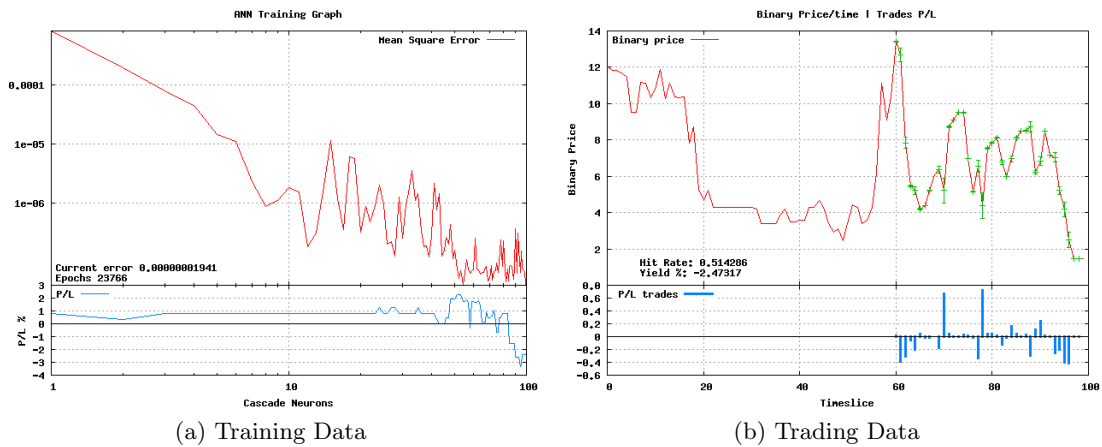 ANN Training Graph
Mean Square Error
0.0001
1e-05
1e-06
Current error 0.00000001941
Epochs 23766
3
P/L
2
1
0
-1
-2
-3
-4
P/L %
1
10
100
Cascade Neurons
(a) Training Data
Binary Price/time | Trades P/L
Binary price
14
12
10
8
6
4
2
Binary Price
Hit Rate: 0.514286
Yield %: -2.47317
0.8
P/L trades
0.6
0.4
0.2
0
-0.2
-0.4
-0.6
0
20
40
60
80
100
Timeslice
(b) Trading Data